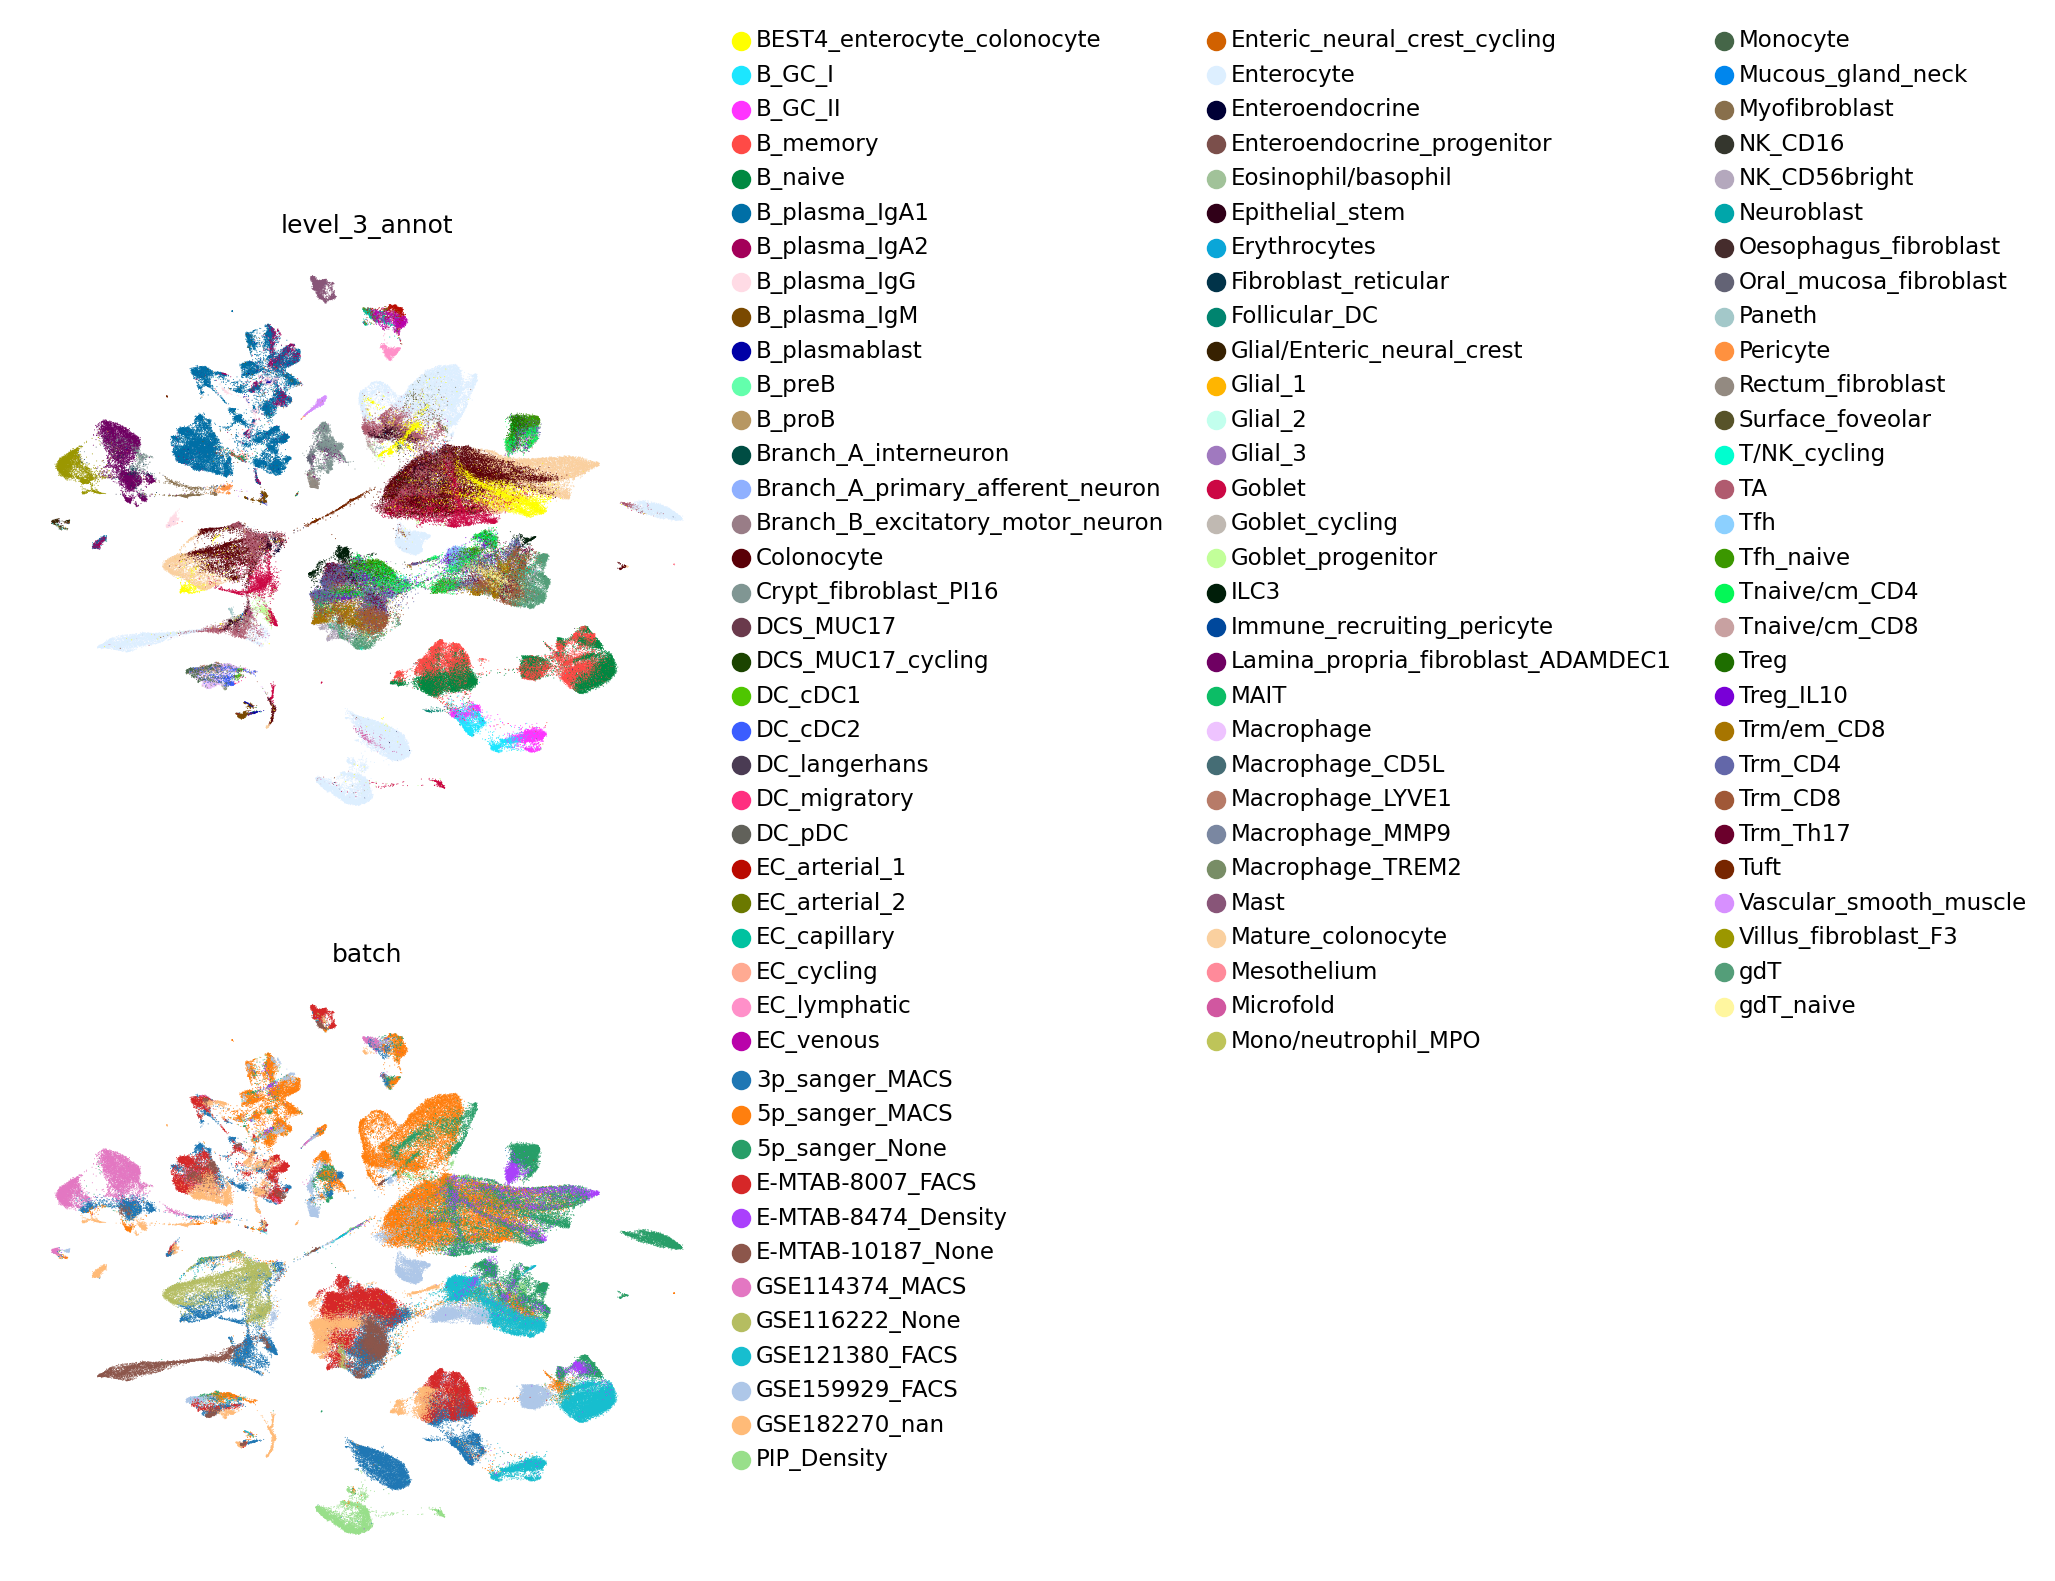 level_3_annot
BEST4_enterocyte_colonocyte
B_GC_I
B_GC_II
B_memory
B_naive
B_plasma_IgA1
B_plasma_IgA2
B_plasma_IgG
B_plasma_IgM
B_plasmablast
B_preB
B_proB
Branch_A_interneuron
Branch_A_primary_afferent_neuron
Branch_B_excitatory_motor_neuron
Colonocyte
Crypt_fibroblast_PI16
DCS_MUC17
DCS_MUC17_cycling
DC_cDC1
DC_cDC2
DC_langerhans
DC_migratory
DC_pDC
EC_arterial_1
EC_arterial_2
EC_capillary
EC_cycling
EC_lymphatic
EC_venous
Enteric_neural_crest_cycling
Enterocyte
Enteroendocrine
Enteroendocrine_progenitor
Eosinophil/basophil
Epithelial_stem
Erythrocytes
Fibroblast_reticular
Follicular_DC
Glial/Enteric_neural_crest
Glial_1
Glial_2
Glial_3
Goblet
Goblet_cycling
Goblet_progenitor
ILC3
Immune_recruiting_pericyte
Lamina_propria_fibroblast_ADAMDEC1
MAIT
Macrophage
Macrophage_CD5L
Macrophage_LYVE1
Macrophage_MMP9
Macrophage_TREM2
Mast
Mature_colonocyte
Mesothelium
Microfold
Mono/neutrophil_MPO
Monocyte
Mucous_gland_neck
Myofibroblast
NK_CD16
NK_CD56bright
Neuroblast
Oesophagus_fibroblast
Oral_mucosa_fibroblast
Paneth
Pericyte
Rectum_fibroblast
Surface_foveolar
T/NK_cycling
TA
Tfh
Tfh_naive
Tnaive/cm_CD4
Tnaive/cm_CD8
Treg
Treg_IL10
Trm/em_CD8
Trm_CD4
Trm_CD8
Trm_Th17
Tuft
Vascular_smooth_muscle
Villus_fibroblast_F3
gdT
gdT_naive
batch
3p_sanger_MACS
5p_sanger_MACS
5p_sanger_None
E-MTAB-8007_FACS
E-MTAB-8474_Density
E-MTAB-10187_None
GSE114374_MACS
GSE116222_None
GSE121380_FACS
GSE159929_FACS
GSE182270_nan
PIP_Density